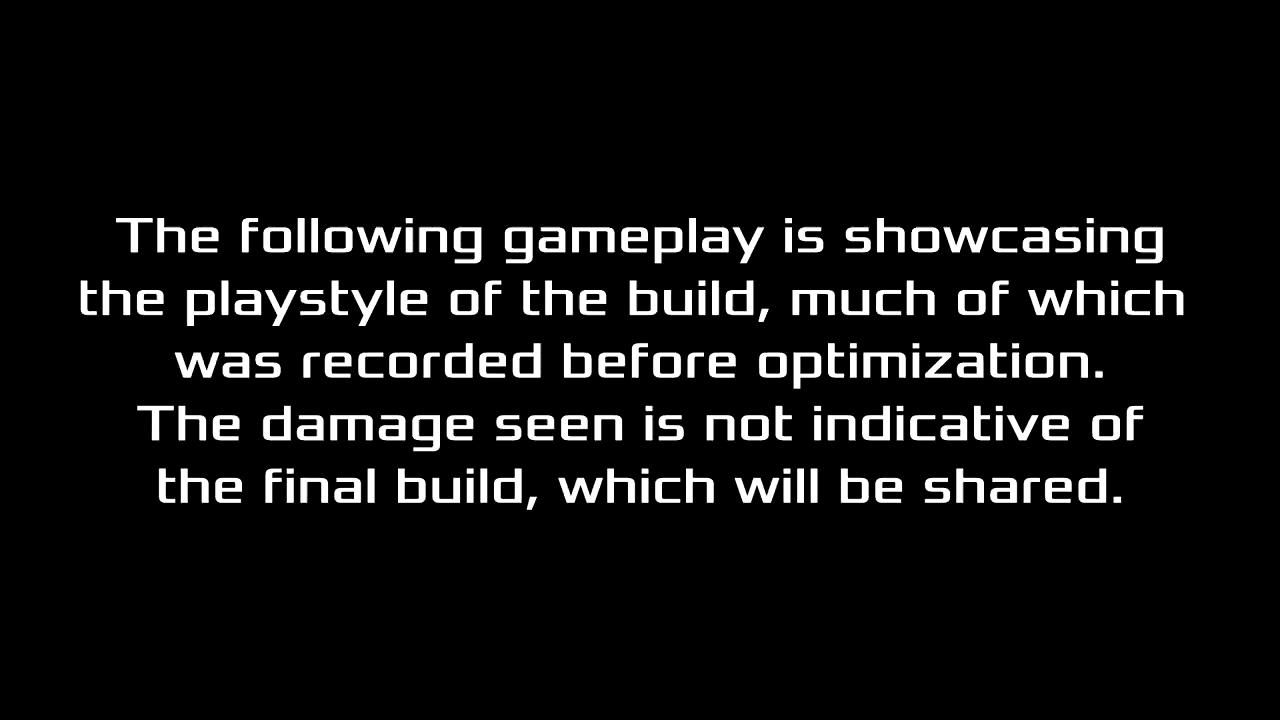 The following gameplay is showcasing
the playstyle of the build, much of which
was recorded before optimization.
The damage seen is not indicative of
the final build, which will be shared.